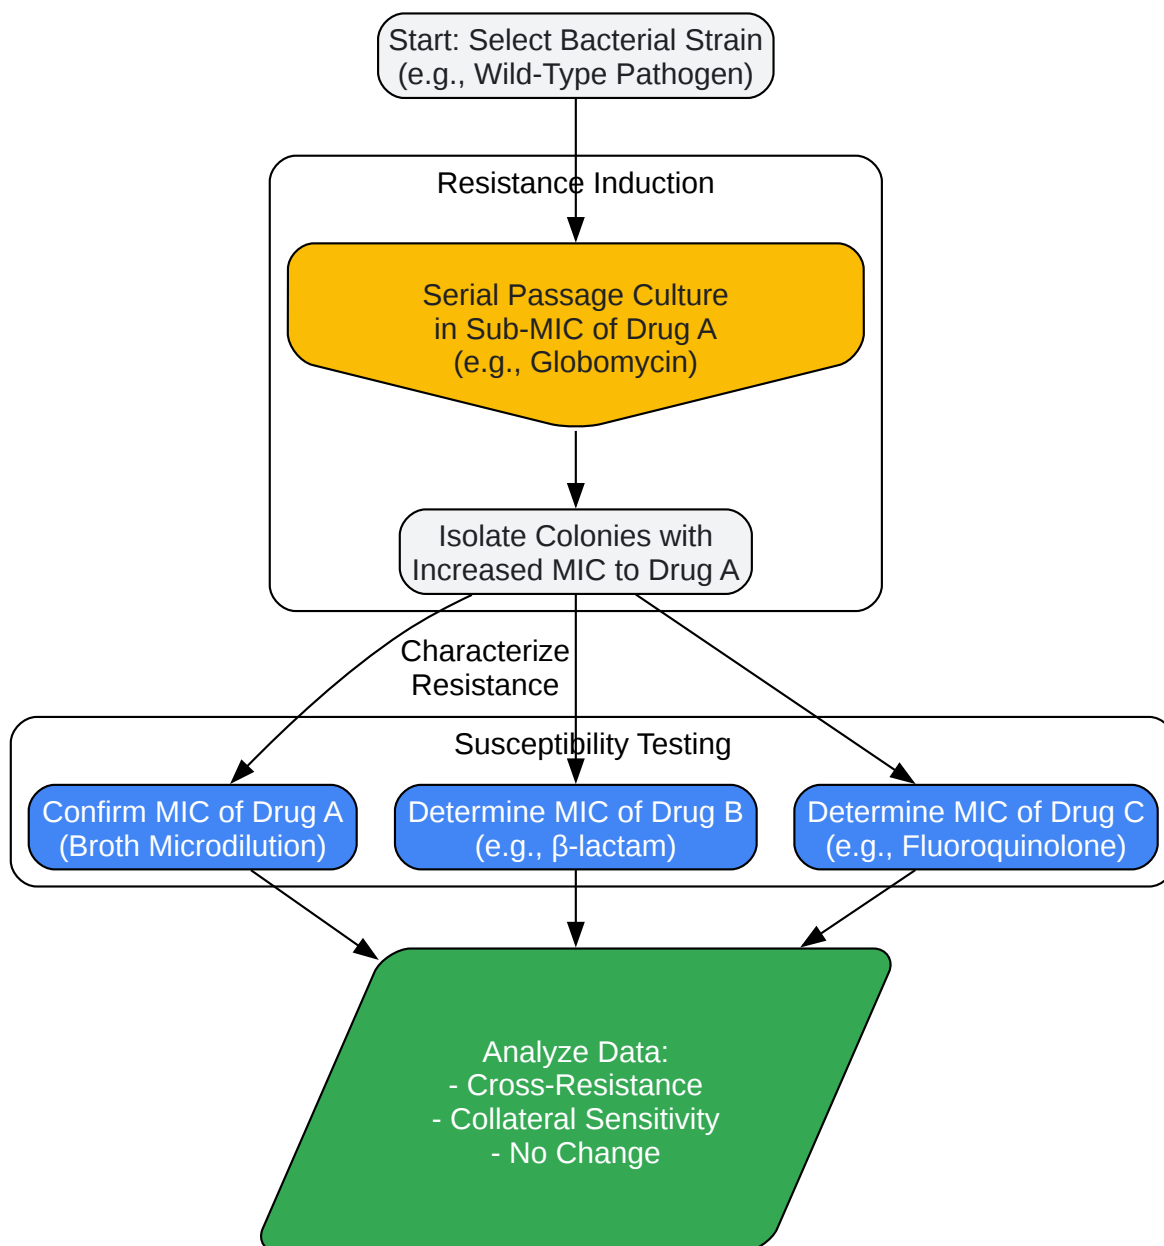 Start: Select Bacterial Strain
(e.g., Wild-Type Pathogen)
Resistance Induction
Serial Passage Culture
in Sub-MIC of Drug A
(e.g., Globomycin)
Isolate Colonies with
Increased MIC to Drug A
Characterize
Resistance
Susceptibility Testing
Confirm MIC of Drug A
(Broth Microdilution)
Determine MIC of Drug B
(e.g., β-lactam)
Determine MIC of Drug C
(e.g., Fluoroquinolone)
Analyze Data:
- Cross-Resistance
- Collateral Sensitivity
- No Change